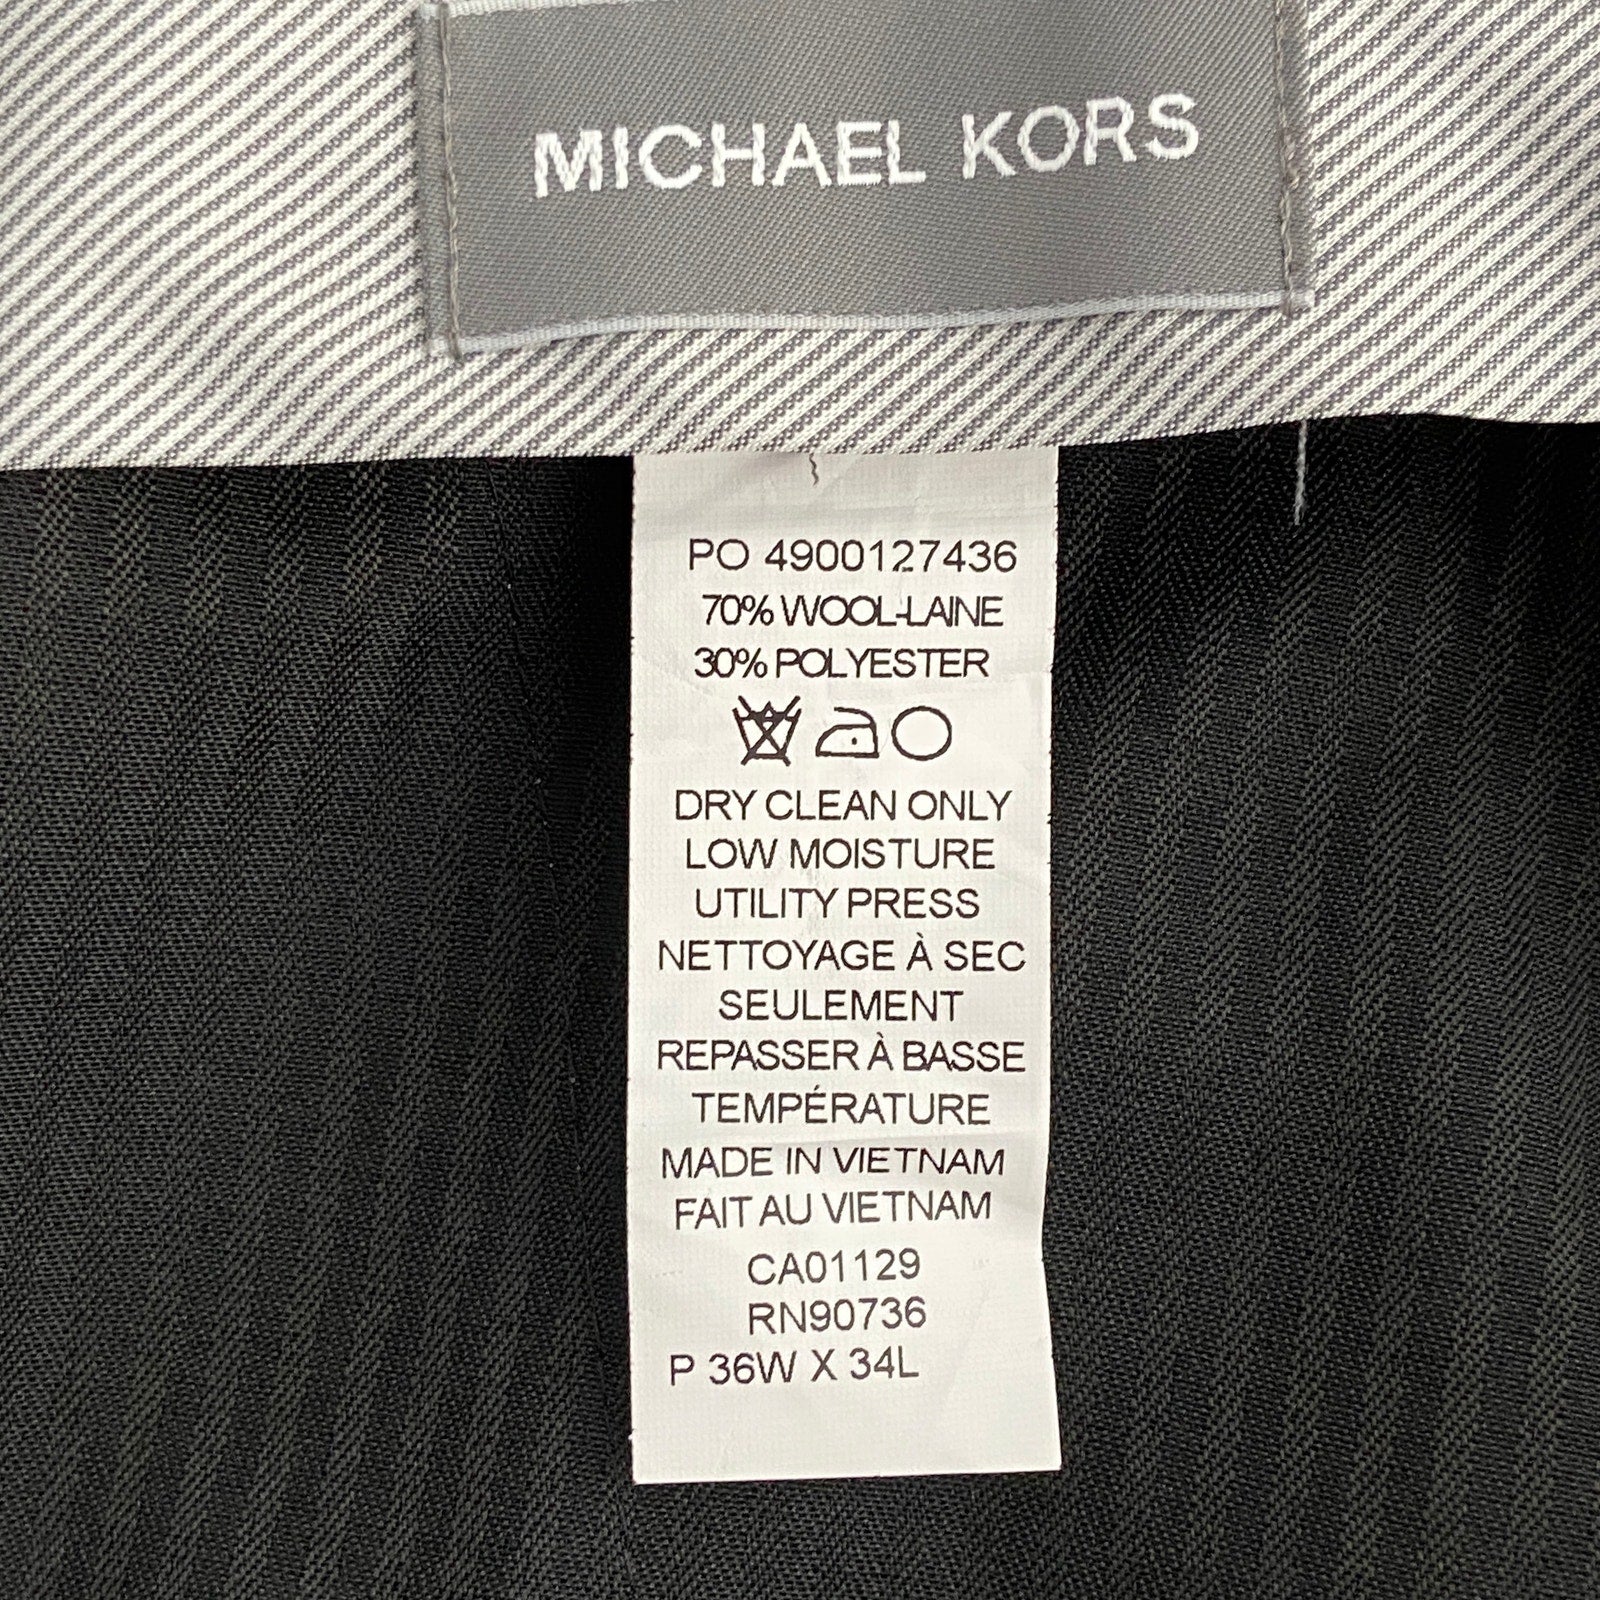 MICHAEL KORS
PO 4900127436
70% WOOL-LAINE
30% POLYESTER
DRY CLEAN ONLY
LOW MOISTURE
UTILITY PRESS
NETTOYAGE À SEC
SEULEMENT
REPASSER À BASSE
TEMPÉRATURE
MADE IN VIETNAM
FAIT AU VIETNAM
CA01129
RN90736
P 36W X 34L